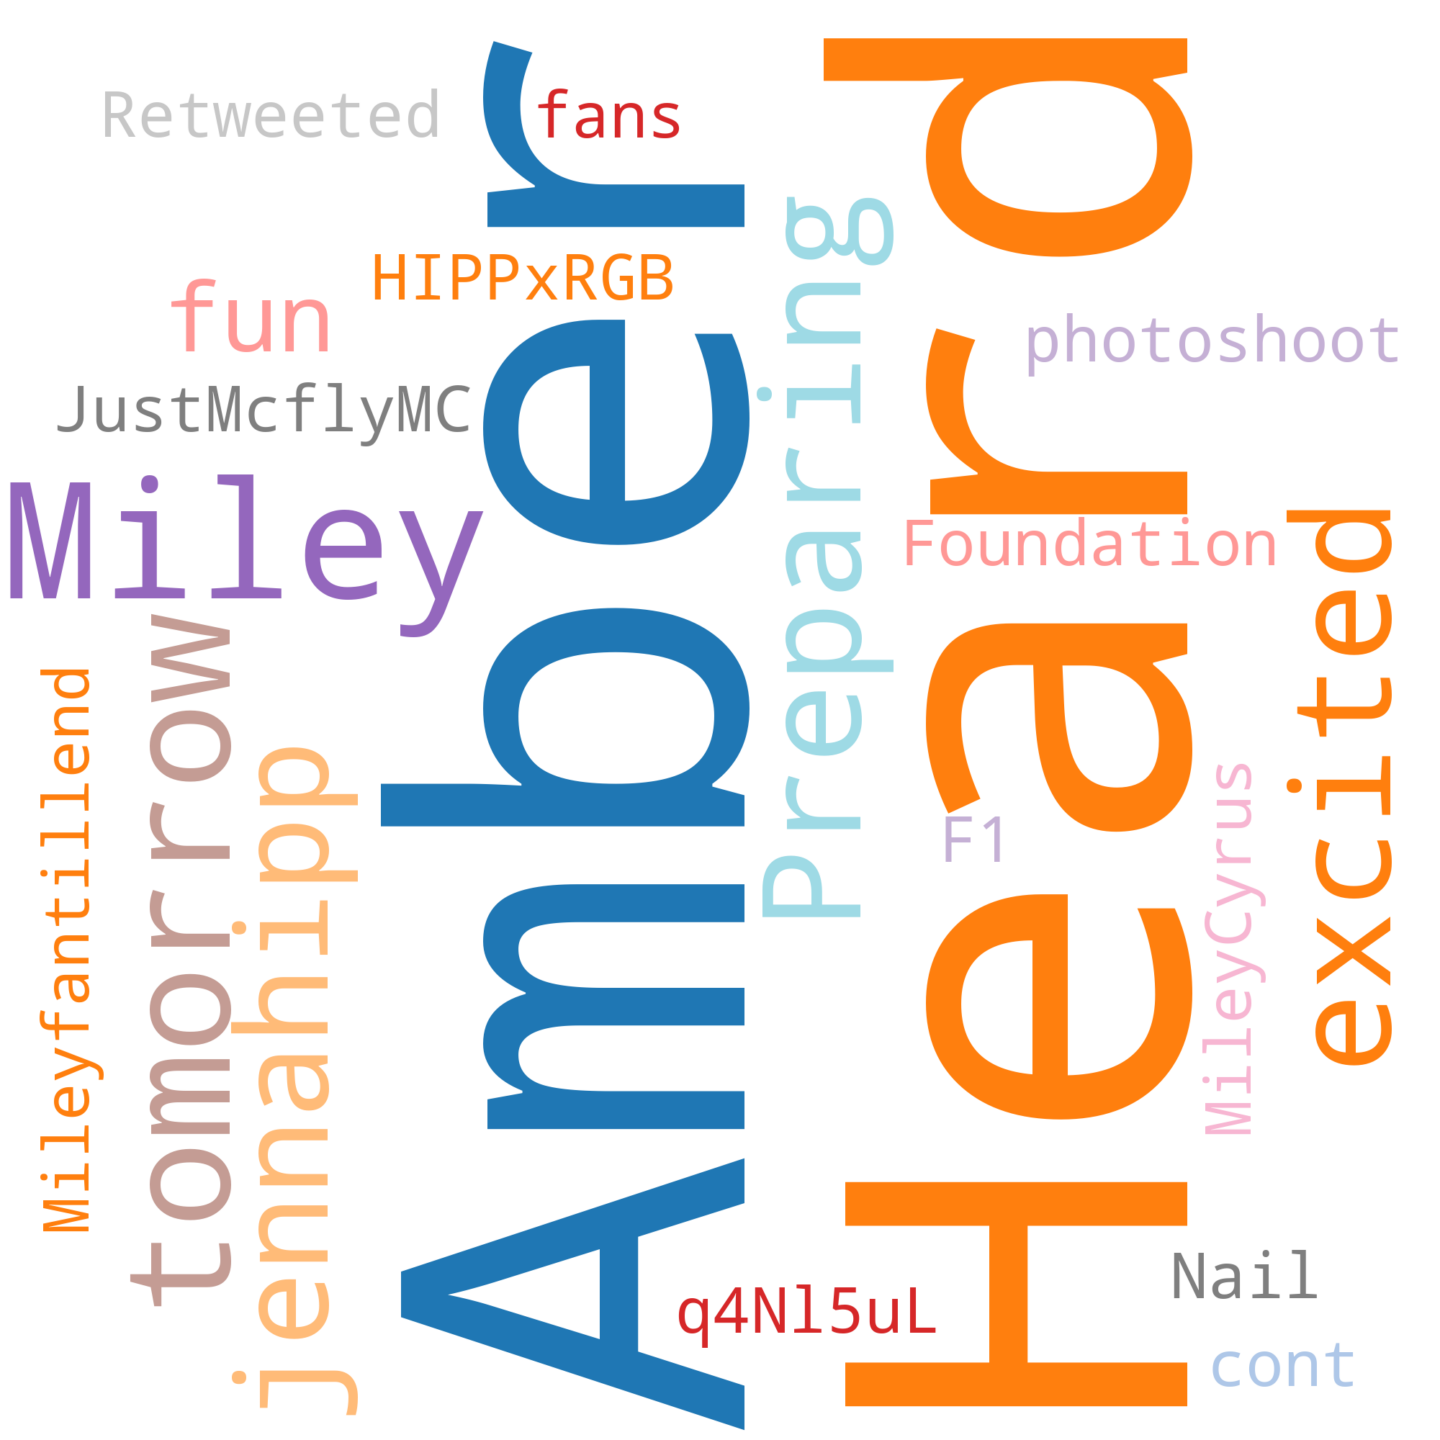 Retweeted
fans
HIPPxRGB
fun
photoshoot
JustMcflyMC
Miley
Foundation
Amber
Heard
Preparing
excited
tomorrow
jennahipp
Mileyfantillend
MileyCyrus
F1
Nail
q4Nl5uL
cont